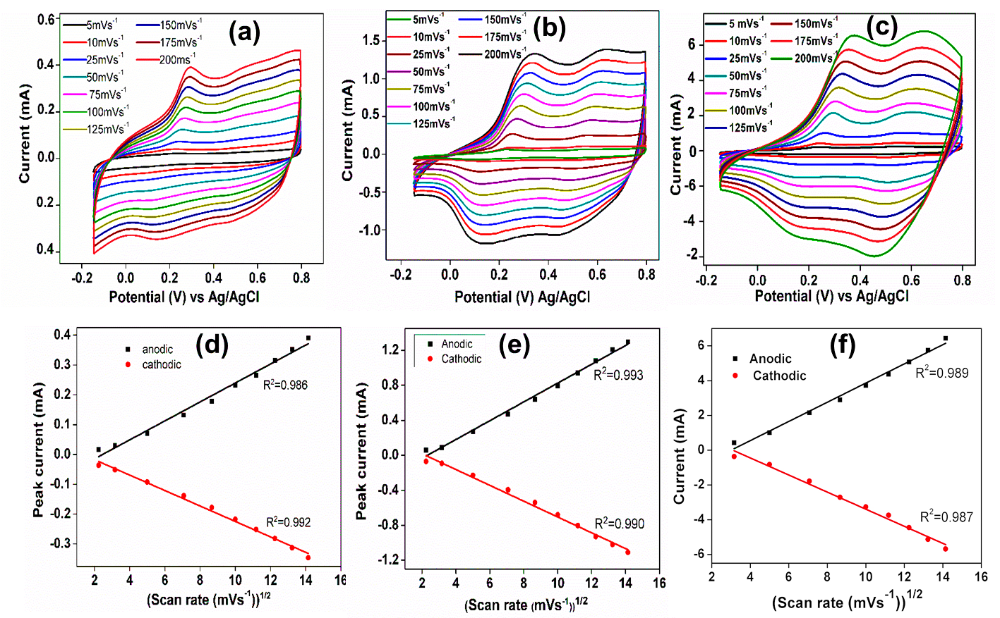 (a)
5mVs-1 150mVs-1
10mVs-1 175mVs-1
25mVs-1 200ms-1
50mVs-1
75mVs-1
100mVs-1
125mVs-1
Current (mA)
0.6
0.4
0.2
0.0
0.2
0.4
-0.2 0.0 0.2 0.4 0.6 0.8
Potential (V) vs Ag/AgCl
(b)
5mVs-1 150mVs-1
10mVs-1 175mVs-1
25mVs-1 200mVs-1
50mVs-1
75mVs-1
100mVs-1
125mVs-1
Current (mA)
1.5
1.0
0.5
0.0
-0.5
-1.0
-0.2 0.0 0.2 0.4 0.6 0.8
Potential (V) Ag/AgCl
(c)
5 mVs-1 150mVs-1
10mVs-1 175mVs-1
25mVs-1 200mVs-1
50mVs-1
75mVs-1
100mVs-1
125mVs-1
Current (mA)
6
4
2
0
-6
-4
-2
-0.2 0.0 0.2 0.4 0.6 0.8
Potential (V) vs Ag/AgCl
(d)
anodic
cathodic
R2=0.986
R2=0.992
Peak current (mA)
0.4
0.3
0.2
0.1
0.0
-0.1
-0.2
-0.3
2 4 6 8 10 12 14 16
(Scan rate (mVs-1))1/2
(e)
Anodic
Cathodic
R2=0.993
R2=0.990
Peak current (mA)
1.2
0.8
0.4
0.0
-0.4
-0.8
-1.2
2 4 6 8 10 12 14 16
(Scan rate (mVs-1))1/2
(f)
Anodic
Cathodic
R2=0.989
R2=0.987
Current (mA)
6
4
2
0
-2
-4
-6
2 4 6 8 10 12 14 16
(Scan rate (mVs-1))1/2